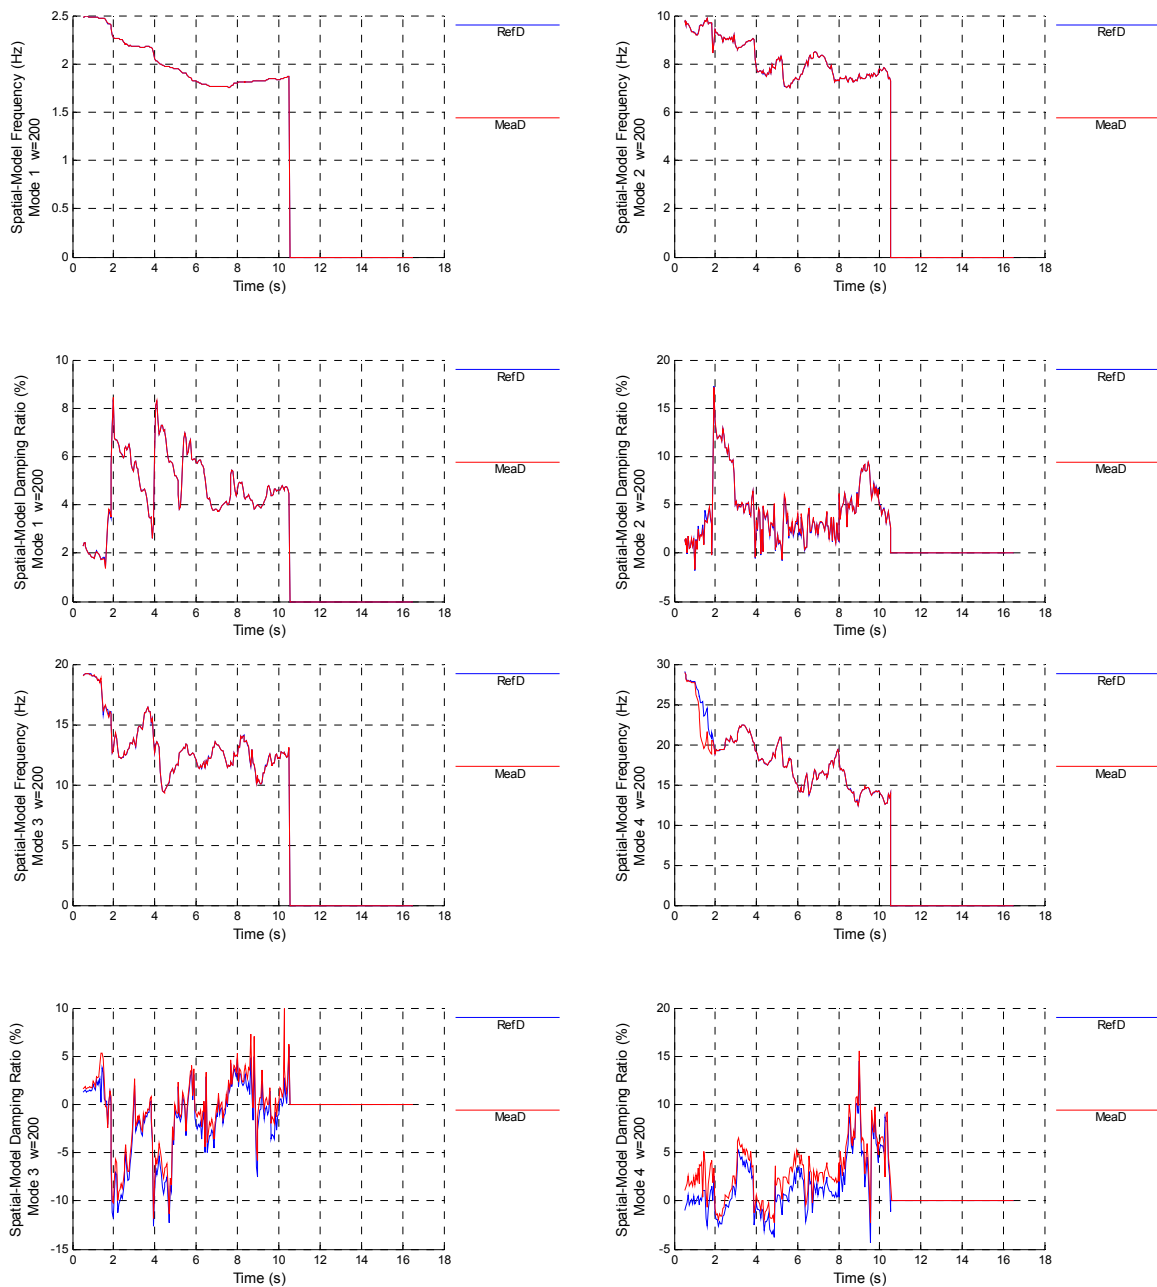 2.5
2
1.5
1
0.5
0
0 2 4 6 8 10 12 14 16 18
Time (s)
Spatial-Model Frequency (Hz)
Mode 1 w=200
RefD
MeaD
10
8
6
4
2
0
0 2 4 6 8 10 12 14 16 18
Time (s)
Spatial-Model Frequency (Hz)
Mode 2 w=200
RefD
MeaD
10
8
6
4
2
0
0 2 4 6 8 10 12 14 16 18
Time (s)
Spatial-Model Damping Ratio (%)
Mode 1 w=200
RefD
MeaD
20
15
10
5
0
-5
0 2 4 6 8 10 12 14 16 18
Time (s)
Spatial-Model Damping Ratio (%)
Mode 2 w=200
RefD
MeaD
20
15
10
5
0
0 2 4 6 8 10 12 14 16 18
Time (s)
Spatial-Model Frequency (Hz)
Mode 3 w=200
RefD
MeaD
30
25
20
15
10
5
0
0 2 4 6 8 10 12 14 16 18
Time (s)
Spatial-Model Frequency (Hz)
Mode 4 w=200
RefD
MeaD
10
5
0
-5
-10
-15
0 2 4 6 8 10 12 14 16 18
Time (s)
Spatial-Model Damping Ratio (%)
Mode 3 w=200
RefD
MeaD
20
15
10
5
0
-5
0 2 4 6 8 10 12 14 16 18
Time (s)
Spatial-Model Damping Ratio (%)
Mode 4 w=200
RefD
MeaD